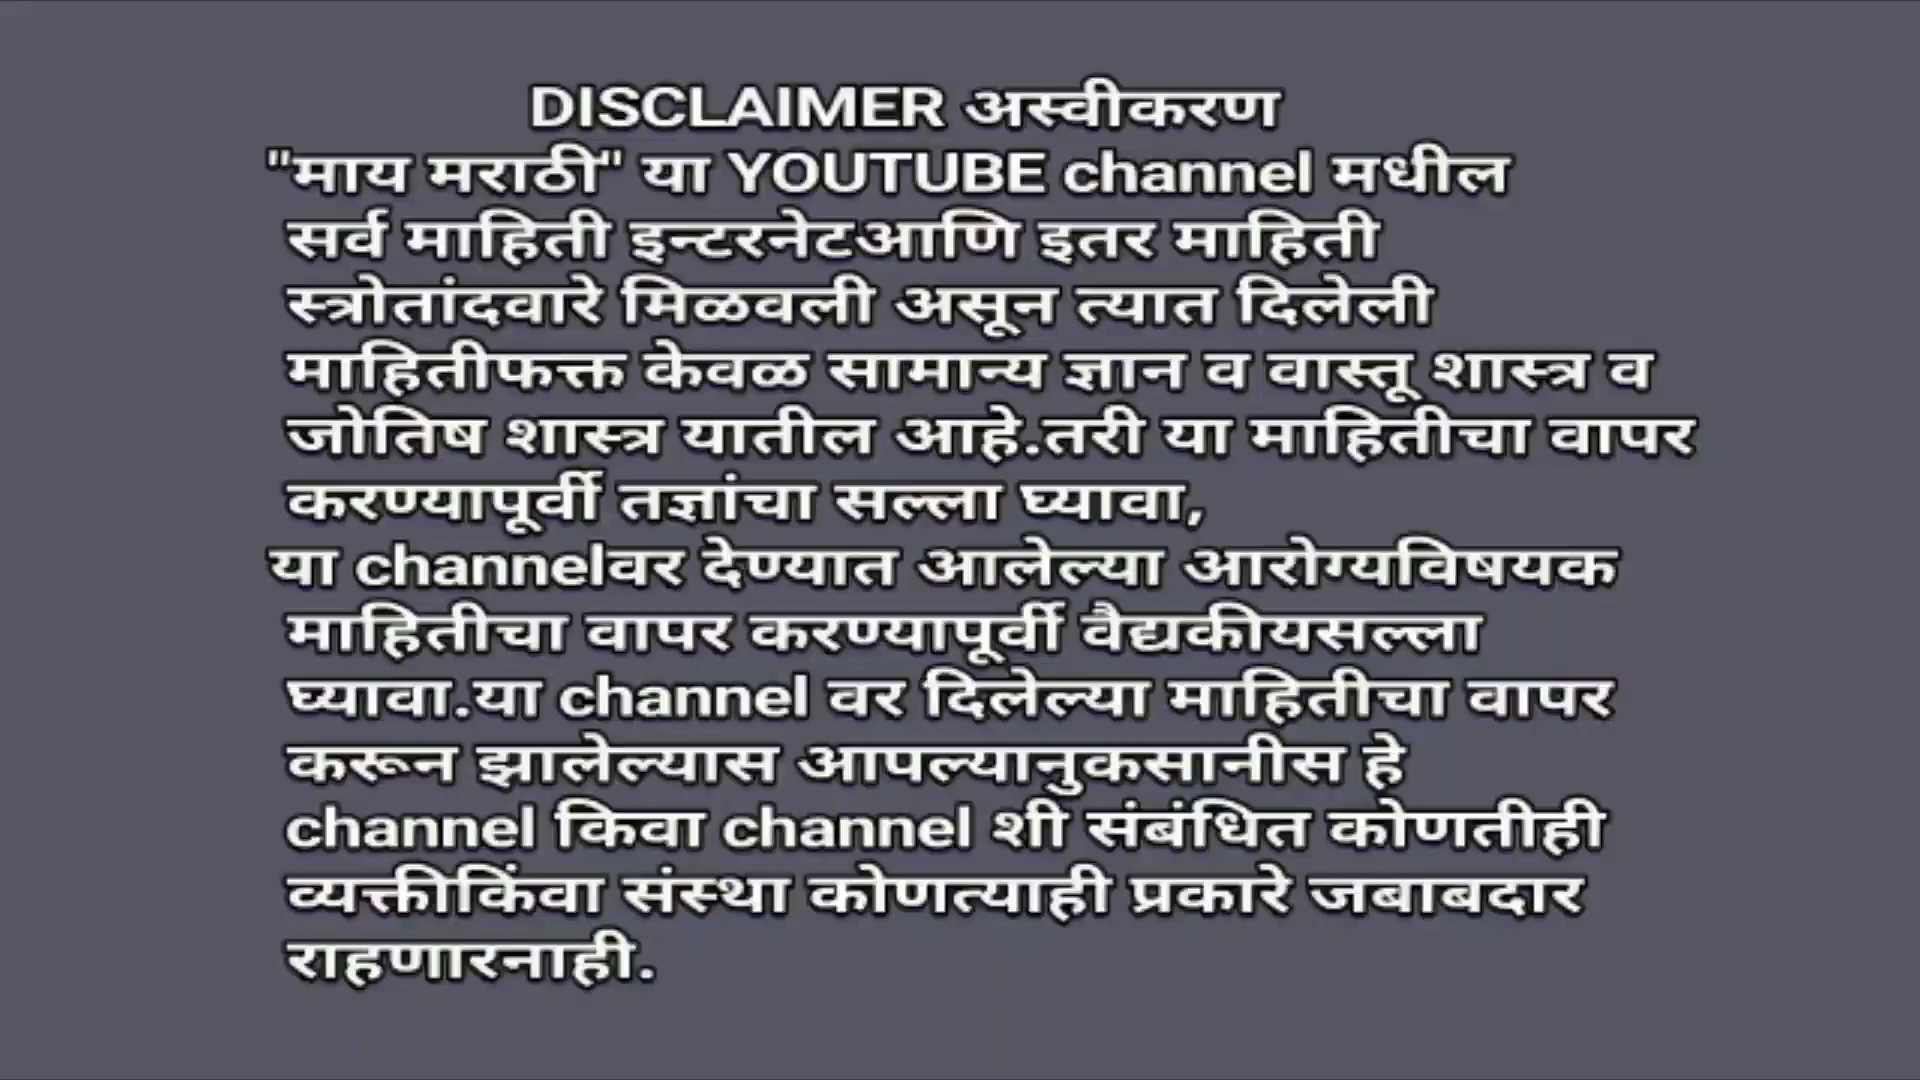 DISCLAIMER अस्वीकरण
"माय मराठी" या YOUTUBE channel मधील
सर्व माहिती इन्टरनेटआणि इतर माहिती
स्त्रोतांदवारे मिळवली असून त्यात दिलेली
माहितीफक्त केवळ सामान्य ज्ञान व वास्तू शास्त्र व
जोतिष शास्त्र यातील आहे.तरी या माहितीचा वापर
करण्यापूर्वी तज्ञांचा सल्ला घ्यावा,
या channelवर देण्यात आलेल्या आरोग्यविषयक
माहितीचा वापर करण्यापूर्वी वैद्यकीयसल्ला
घ्यावा.या channel वर दिलेल्या माहितीचा वापर
करून झालेल्यास आपल्यानुकसानीस हे
channel किवा channel शी संबंधित कोणतीही
व्यक्तीकिंवा संस्था कोणत्याही प्रकारे जबाबदार
राहणारनाही.